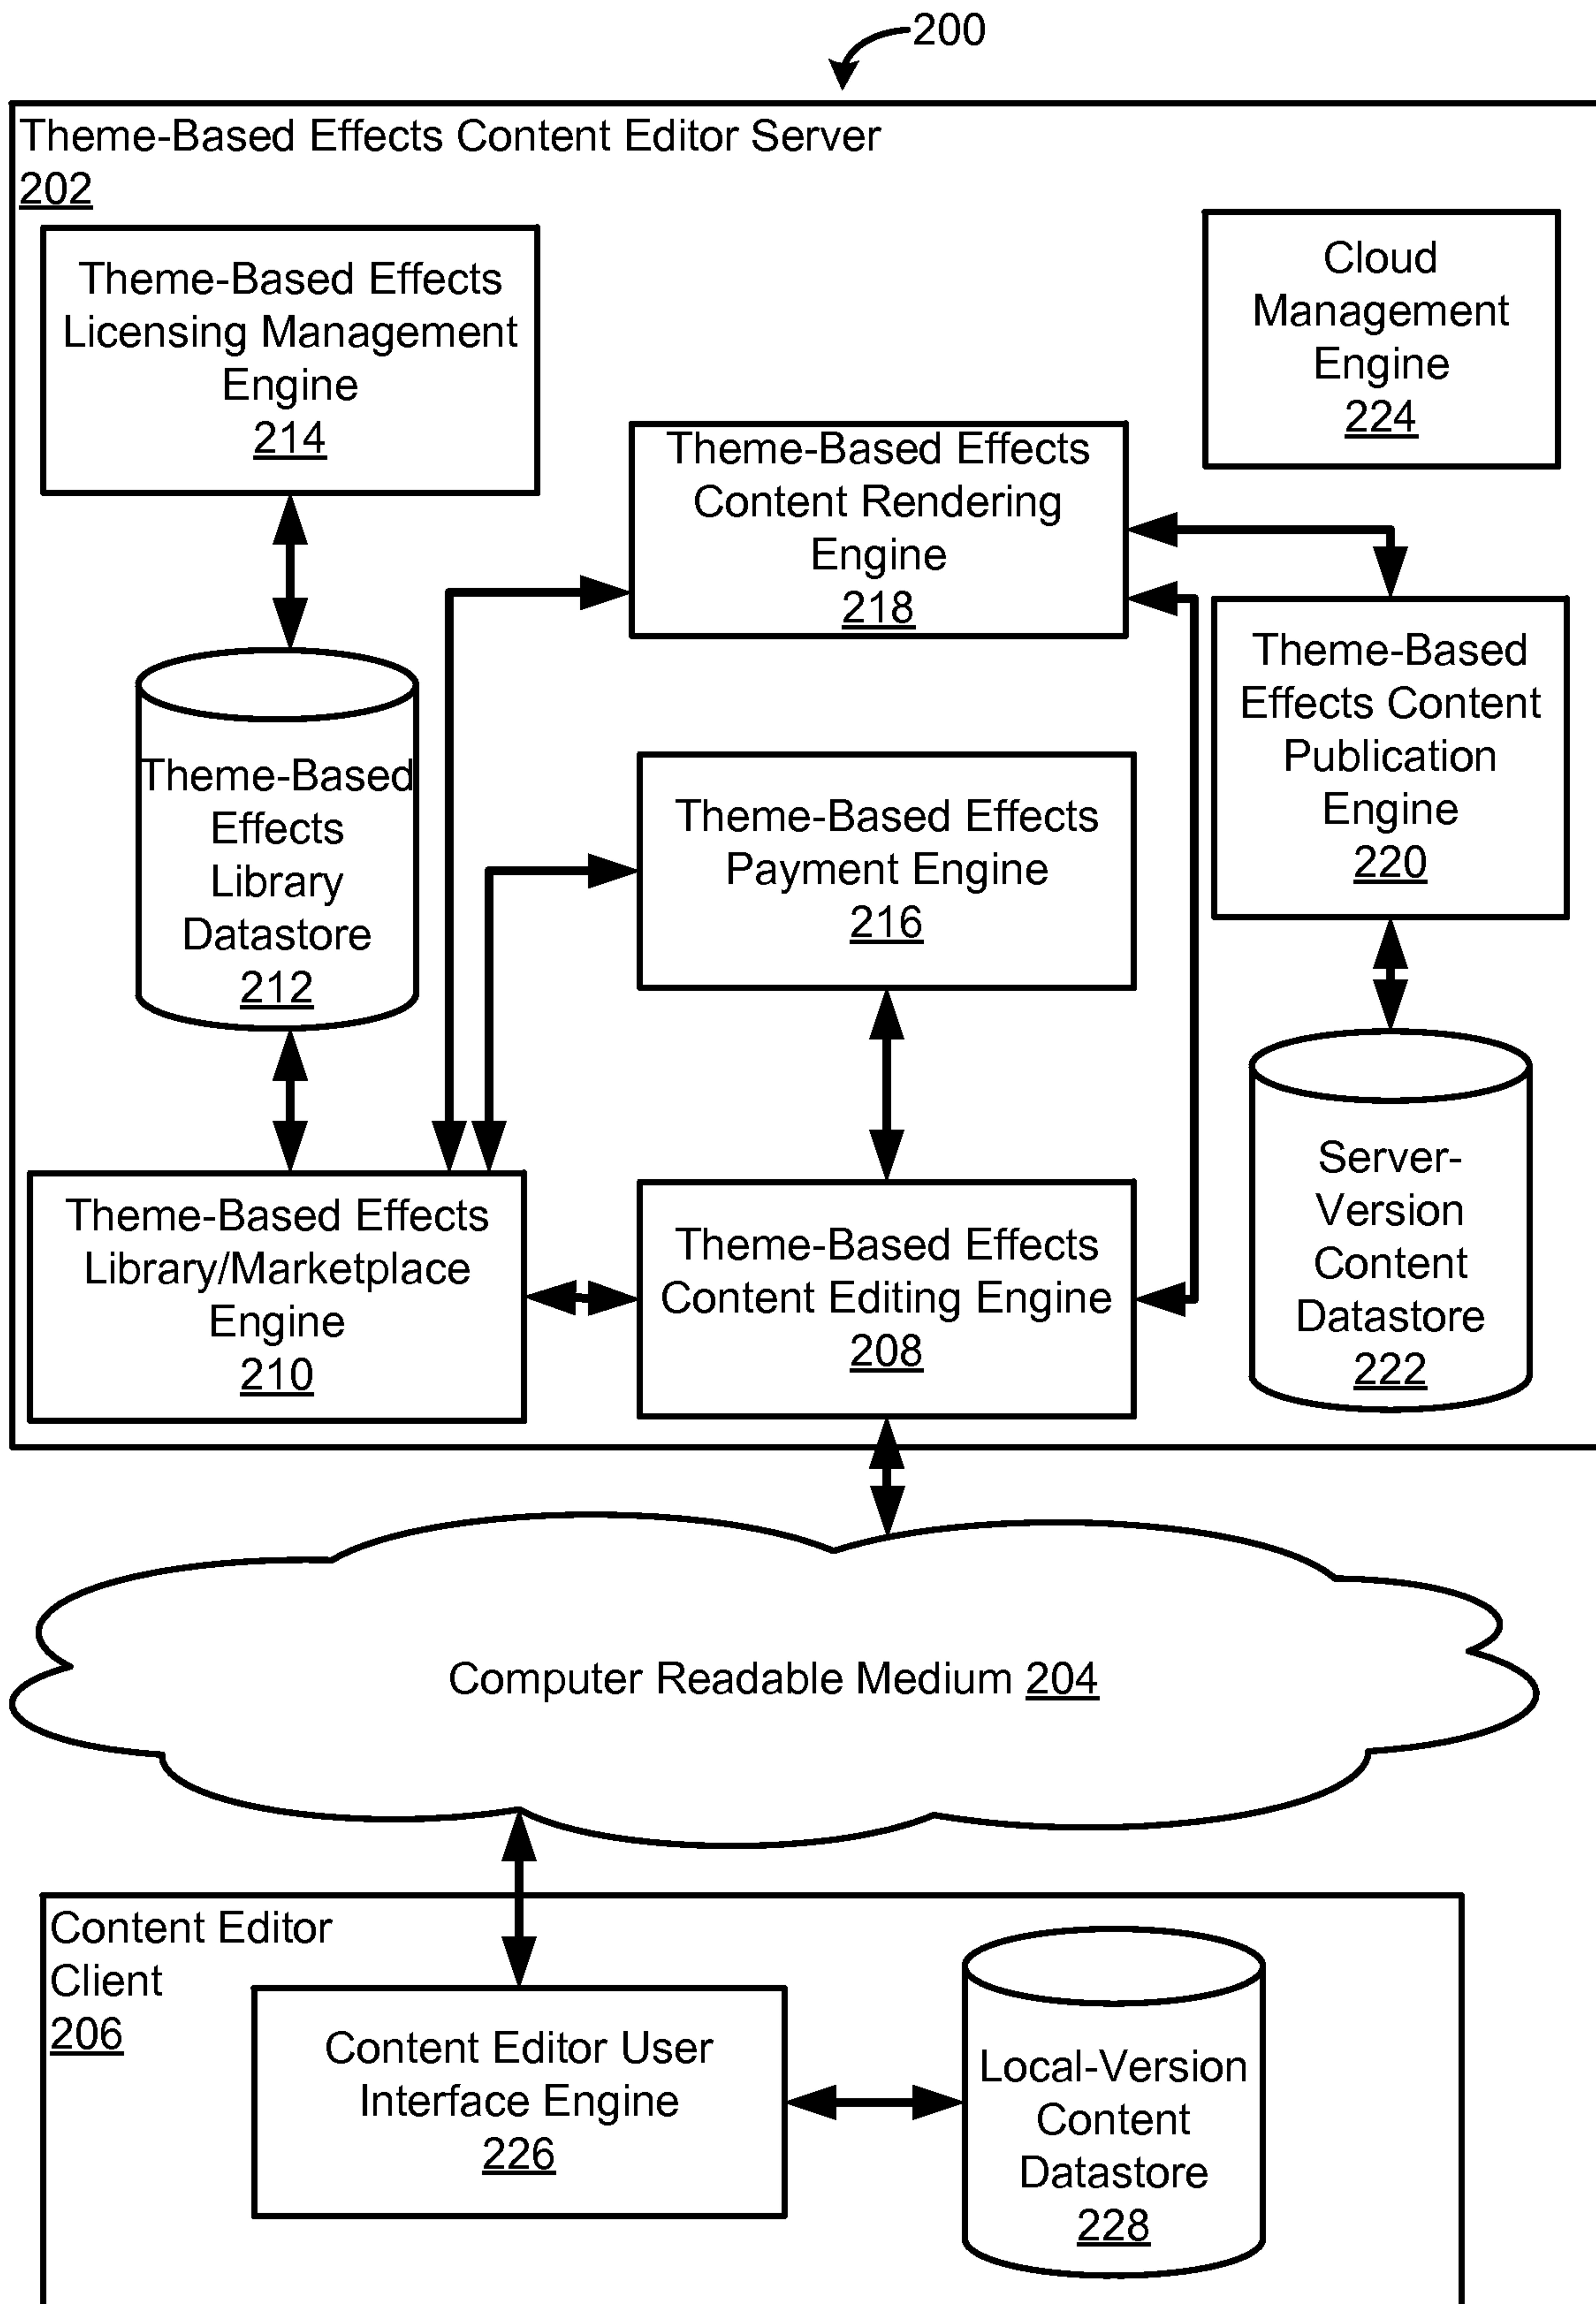 200
Theme-Based Effects Content Editor Server
202
Theme-Based Effects
Licensing Management
Engine
214
Cloud
Management
Engine
224
Theme-Based Effects
Content Rendering
Engine
218
Theme-Based
Effects Content
Publication
Engine
220
Theme-Based
Effects
Library
Datastore
212
Theme-Based Effects
Payment Engine
216
Server-
Version
Content
Datastore
222
Theme-Based Effects
Library/Marketplace
Engine
210
Theme-Based Effects
Content Editing Engine
208
Computer Readable Medium 204
Content Editor
Client
206
Content Editor User
Interface Engine
226
Local-Version
Content
Datastore
228